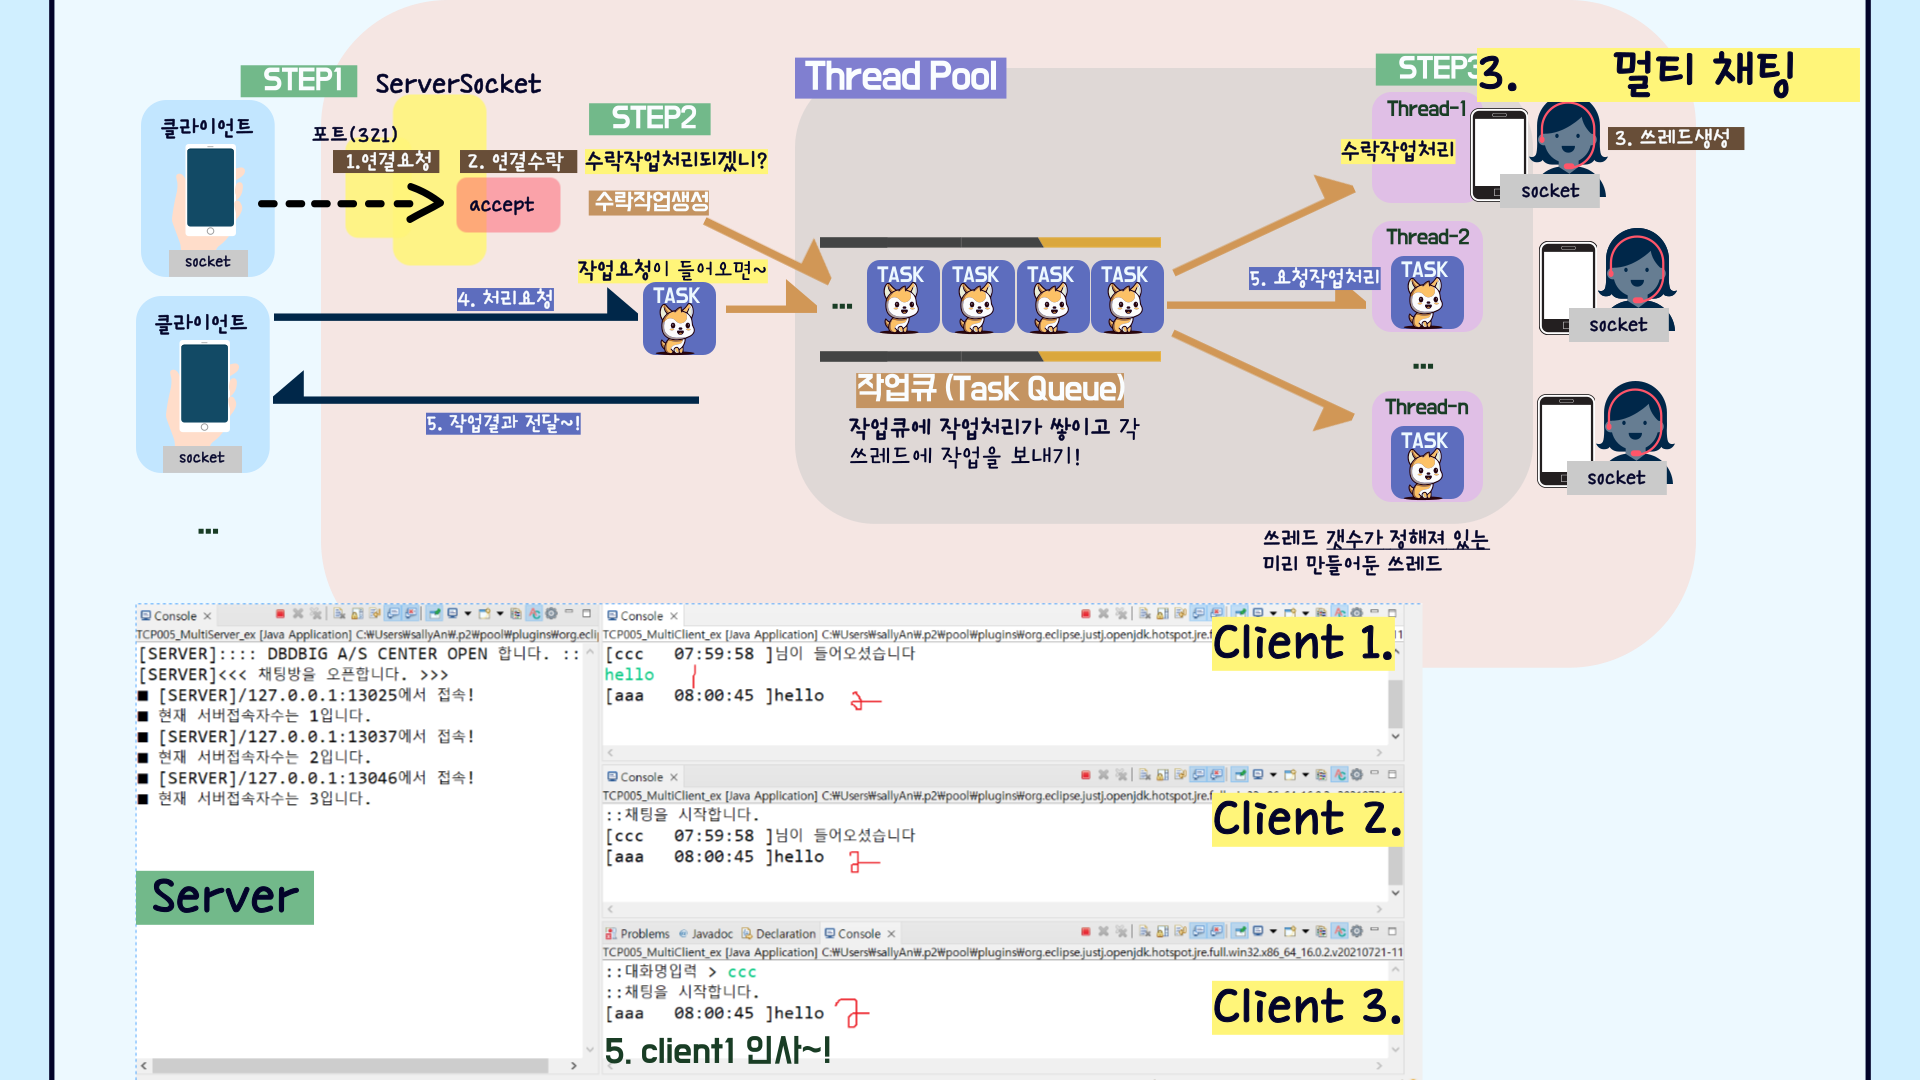 3. 멀티 채팅
STEP1
ServerSocket
클라이언트
포트(321)
1.연결요청
2. 연결수락
accept
socket
STEP2
수락작업처리되겠니?
수락작업생성
작업요청이 들어오면~
4. 처리요청
TASK
클라이언트
socket
5. 작업결과 전달~!
...
Thread Pool
...
TASK
TASK
TASK
TASK
작업큐 (Task Queue)
작업큐에 작업처리가 쌓이고 각
쓰레드에 작업을 보내기!
STEP3
Thread-1
수락작업처리
3. 쓰레드생성
socket
Thread-2
5. 요청작업처리
TASK
socket
...
Thread-n
TASK
socket
쓰레드 갯수가 정해져 있는
미리 만들어둔 쓰레드
Console
TCP005_MultiServer_ex [Java Application] C:₩Users₩sallyAn₩.p2₩pool₩plugins₩org.ecli
[SERVER]:::: DBDBIG A/S CENTER OPEN 합니다. ::
[SERVER]<<< 채팅방을 오픈합니다. >>>
■ [SERVER]/127.0.0.1:13025에서 접속!
■ 현재 서버접속자수는 1입니다.
■ [SERVER]/127.0.0.1:13037에서 접속!
■ 현재 서버접속자수는 2입니다.
■ [SERVER]/127.0.0.1:13046에서 접속!
■ 현재 서버접속자수는 3입니다.
Server
Console
TCP005_MultiClient_ex [Java Application] C:₩Users₩sallyAn₩.p2₩pool₩plugins₩org.eclipse.justj.openjdk.hotspot.jre.f
Client 1.
[ccc 07:59:58 ]님이 들어오셨습니다
hello 1
[aaa 08:00:45 ]hello 2
Console
TCP005_MultiClient_ex [Java Application] C:₩Users₩sallyAn₩.p2₩pool₩plugins₩org.eclipse.justj.openjdk.hotspot.jre.f
Client 2.
::채팅을 시작합니다.
[ccc 07:59:58 ]님이 들어오셨습니다
[aaa 08:00:45 ]hello 2
Problems Javadoc Declaration Console
TCP005_MultiClient_ex [Java Application] C:₩Users₩sallyAn₩.p2₩pool₩plugins₩org.eclipse.justj.openjdk.hotspot.jre.full.win32.x86_64_16.0.2.v20210721-11
::대화명입력 > ccc
::채팅을 시작합니다.
[aaa 08:00:45 ]hello 2
Client 3.
5. client1 인사~!